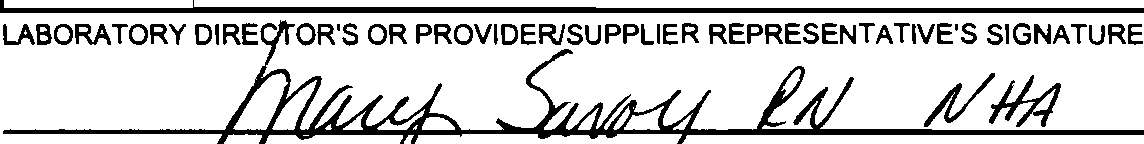 LABORATORY DIRECTOR'S OR PROVIDER/SUPPLIER REPRESENTATIVE'S SIGNATURE
Mary Savoy RN NHA